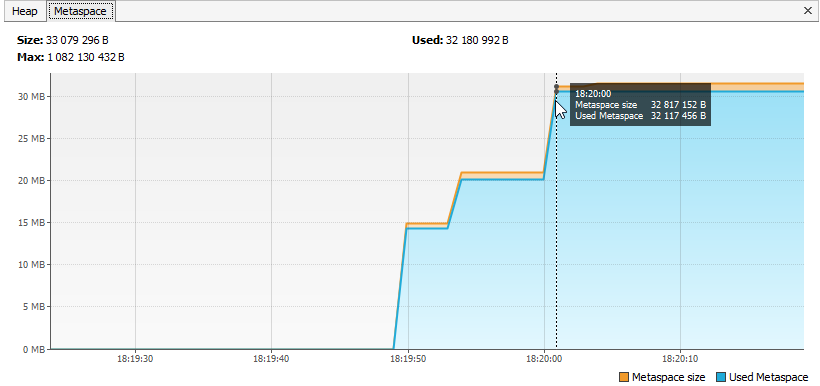 Heap Metaspace
Size: 33 079 296 B Used: 32 180 992 B
Max: 1 082 130 432 B
30 MB
25 MB
20 MB
15 MB
10 MB
5 MB
0 MB
18:20:00
Metaspace size 32 817 152 B
Used Metaspace 32 117 456 B
18:19:30 18:19:40 18:19:50 18:20:00 18:20:10
Metaspace size Used Metaspace